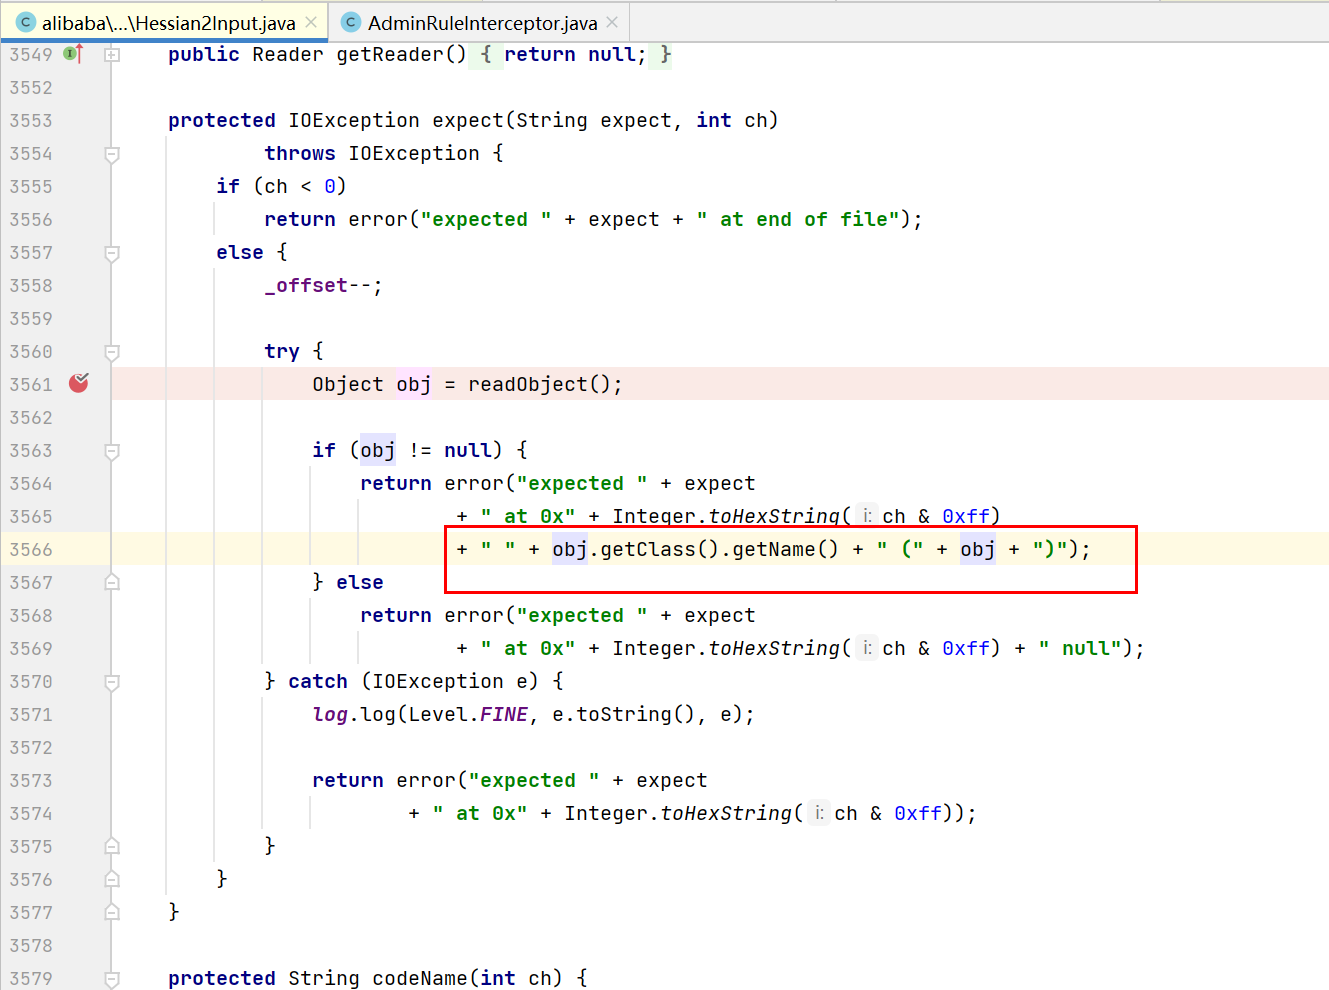 alibaba\...\Hessian2Input.java AdminRuleInterceptor.java
3549 public Reader getReader() { return null; }
3552
3553 protected IOException expect(String expect, int ch)
3554 throws IOException {
3555 if (ch < 0)
3556 return error("expected " + expect + " at end of file");
3557 else {
3558 _offset--;
3559
3560 try {
3561 Object obj = readObject();
3562
3563 if (obj != null) {
3564 return error("expected " + expect
3565 + " at 0x" + Integer.toHexString( i: ch & 0xff)
3566 + " " + obj.getClass().getName() + " (" + obj + ")");
3567 } else
3568 return error("expected " + expect
3569 + " at 0x" + Integer.toHexString( i: ch & 0xff) + " null");
3570 } catch (IOException e) {
3571 log.log(Level.FINE, e.toString(), e);
3572
3573 return error("expected " + expect
3574 + " at 0x" + Integer.toHexString( i: ch & 0xff));
3575 }
3576 }
3577 }
3578
3579 protected String codeName(int ch) {